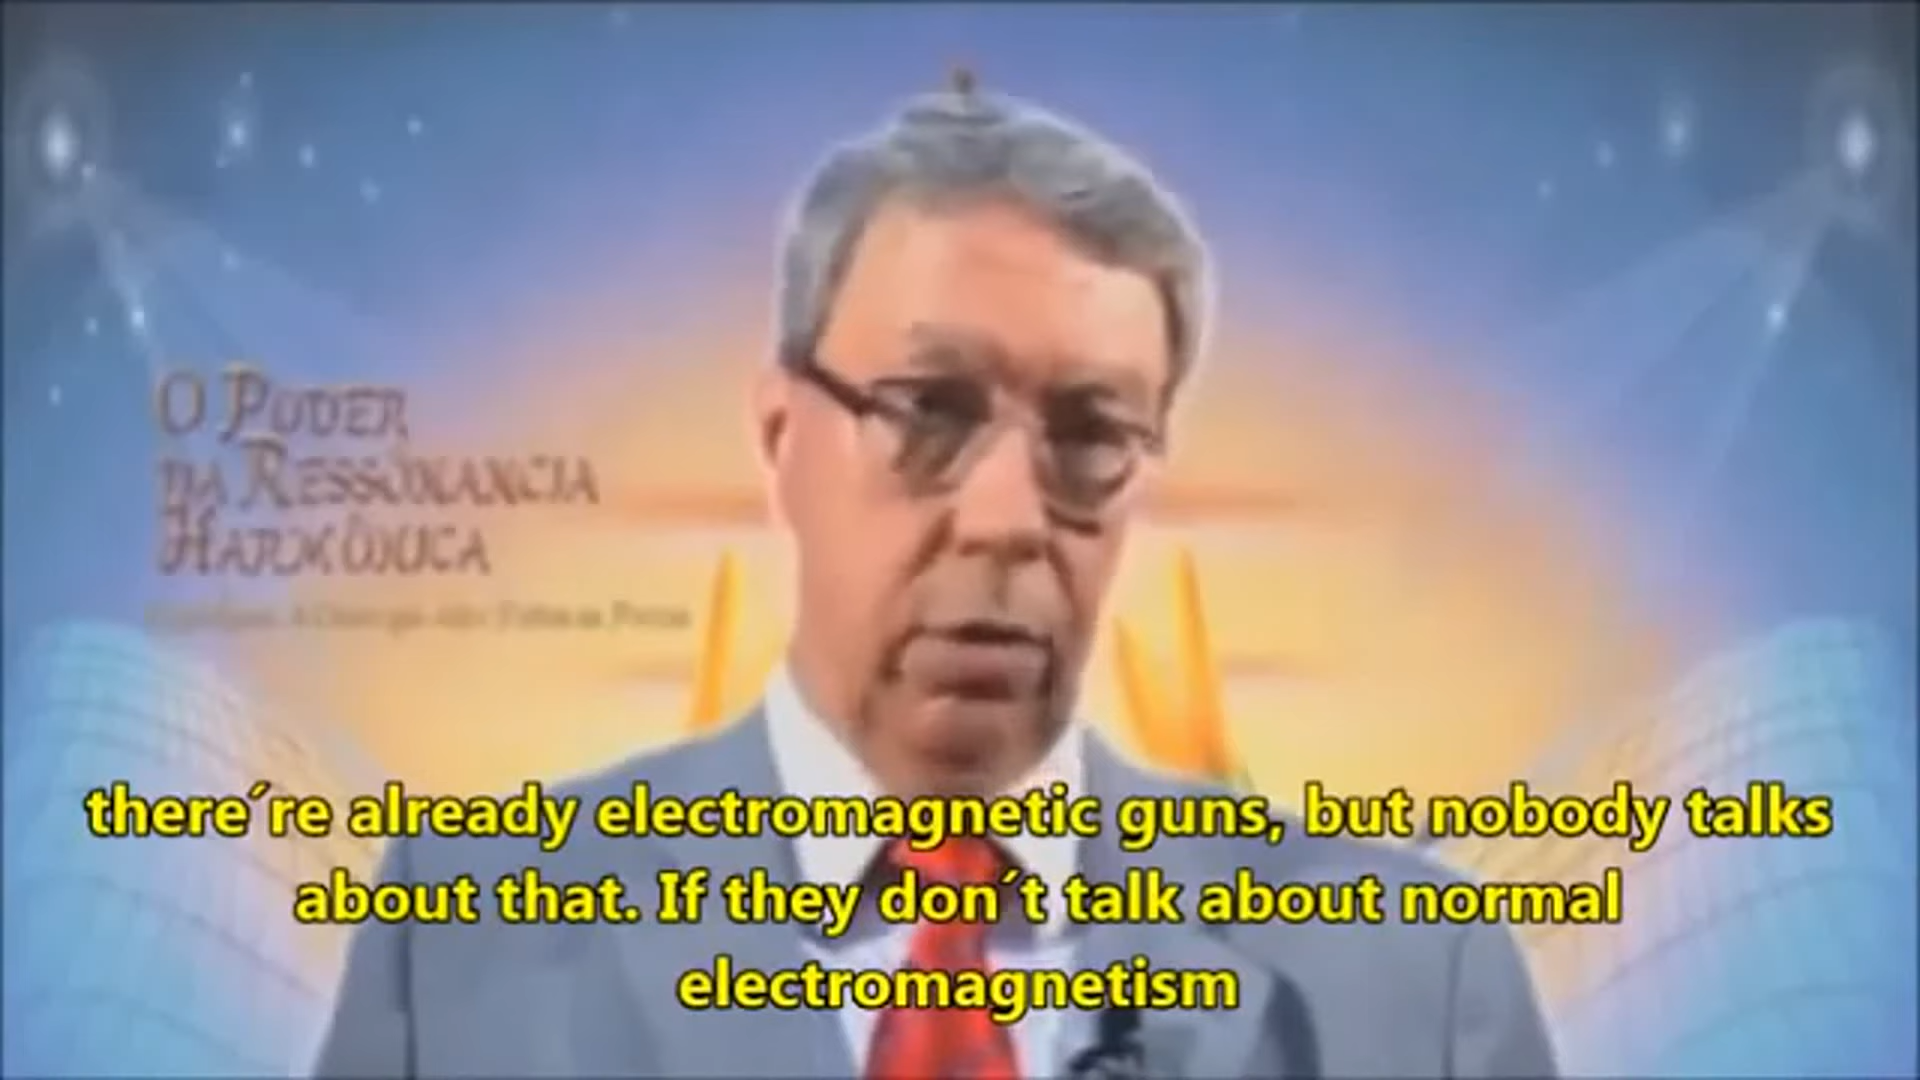 O PODER
DA RESSONANCIA
HARMÔNICA
there´re already electromagnetic guns, but nobody talks
about that. If they don´t talk about normal
electromagnetism